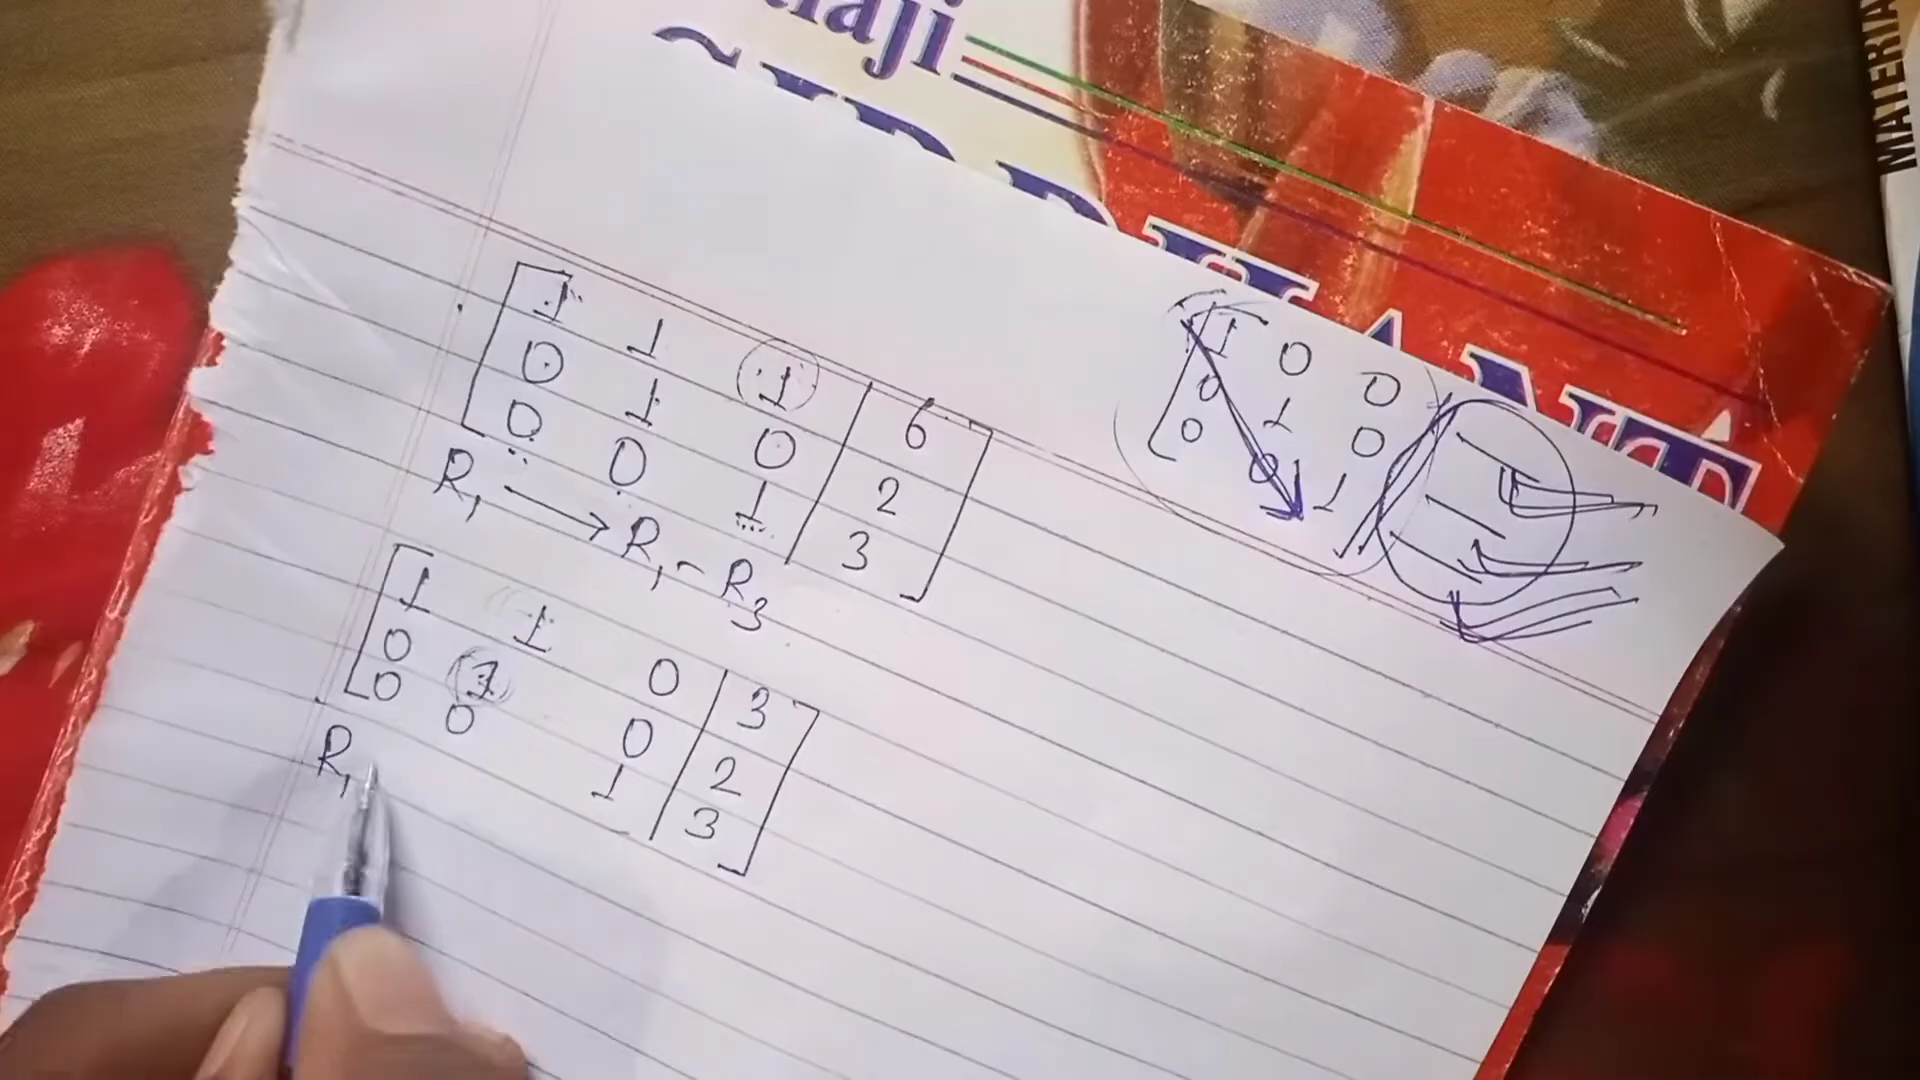 MATERIA
1 1 1 | 6
0 1 0 | 2
0 0 1 | 3
R₁ → R₁ - R₃
1 1 0 | 3
0 1 0 | 2
0 0 1 | 3
R₁
1 0 0
0 1 0
0 0 1